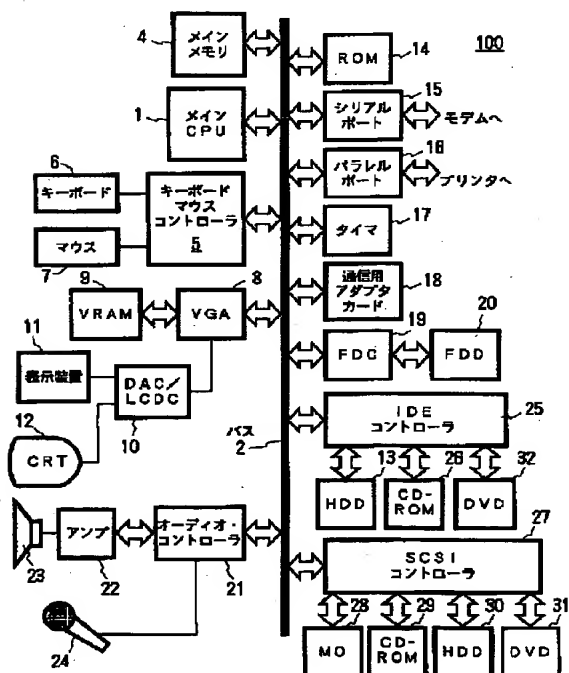 100
4
メイン
メモリ
1
メイン
CPU
6
キーボード
7
マウス
キーボード
マウス
コントローラ
5
9
VRAM
8
VGA
11
表示装置
12
CRT
DAC/
LCDC
10
バス
2
23
アンプ
22
オーディオ・
コントローラ
21
24
ROM
14
15
シリアル
ポート
モデムへ
16
パラレル
ポート
プリンタへ
タイマ
17
通信用
アダプタ
カード
18
19
FDC
20
FDD
IDE
コントローラ
25
13
HDD
26
CD-
ROM
32
DVD
27
SCSI
コントローラ
28
MO
29
CD-
ROM
30
HDD
31
DVD